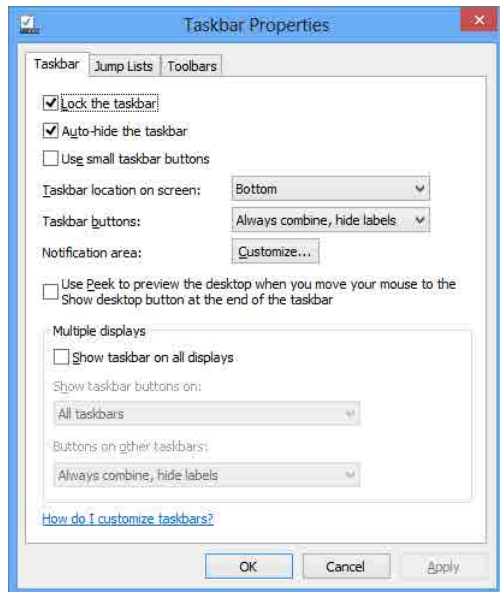 Taskbar Properties
Taskbar Jump Lists Toolbars
Lock the taskbar
Auto-hide the taskbar
Use small taskbar buttons
Taskbar location on screen: Bottom
Taskbar buttons: Always combine, hide labels
Notification area: Customize...
Use Peek to preview the desktop when you move your mouse to the
Show desktop button at the end of the taskbar
Multiple displays
Show taskbar on all displays
Show taskbar buttons on:
All taskbars
Buttons on other taskbars:
Always combine, hide labels
How do I customize taskbars?
OK Cancel Apply